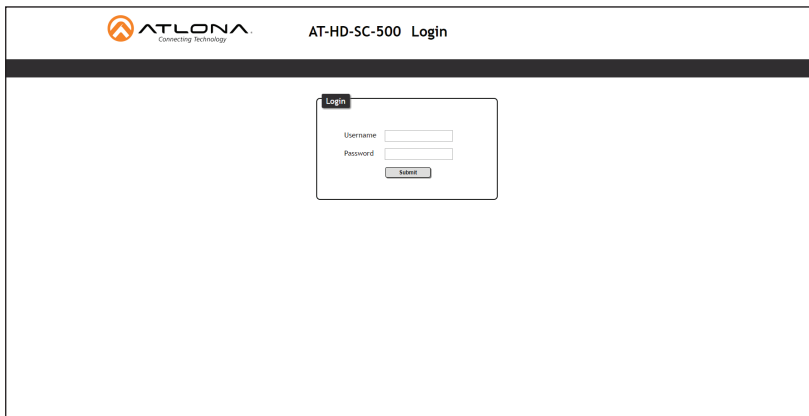 ATLONA.
Connecting Technology
AT-HD-SC-500 Login
Login
Username
Password
Submit